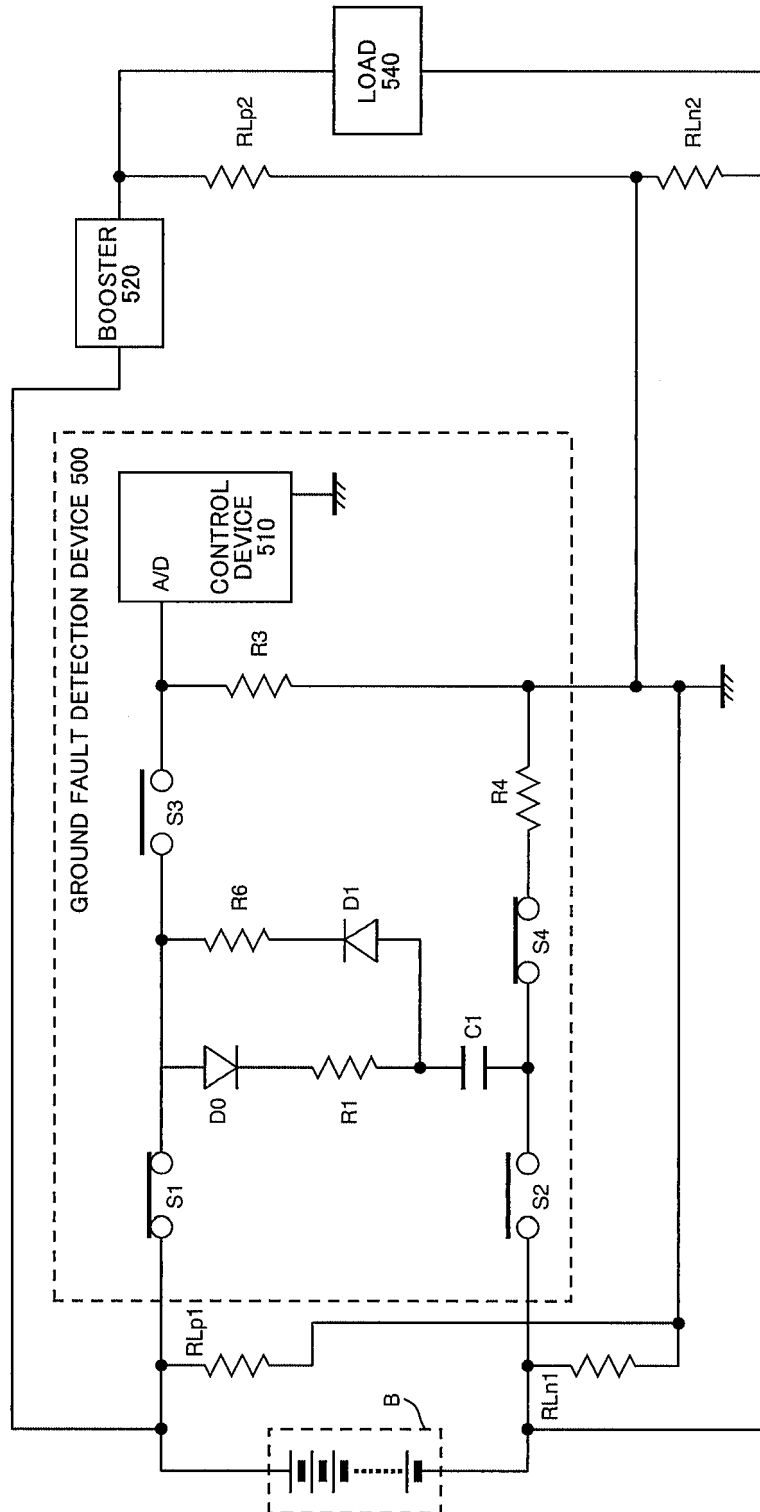 GROUND FAULT DETECTION DEVICE 500
BOOSTER
520
LOAD
540
RLp2
RLn2
CONTROL
DEVICE
510
A/D
R3
S3
R6
D1
R4
S4
D0
R1
C1
S1
S2
RLp1
RLn1
B